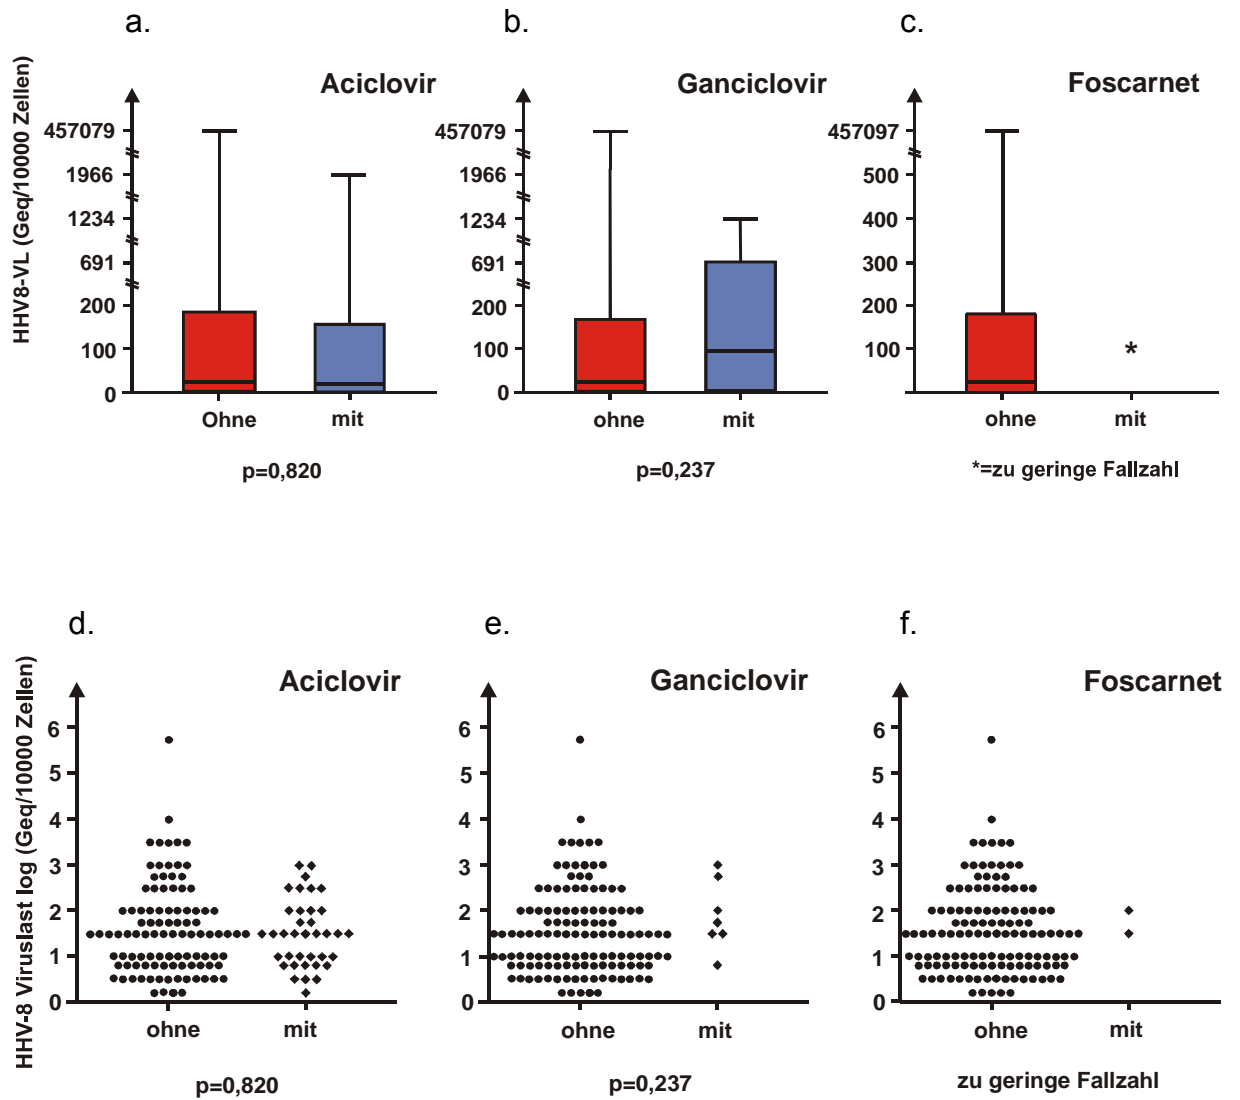 a.
b.
c.
HHV8-VL (Geq/10000 Zellen)
Aciclovir
457079
1966
1234
691
200
100
0
Ohne
mit
p=0,820
Ganciclovir
457079
1966
1234
691
200
100
0
ohne
mit
p=0,237
Foscarnet
457097
500
400
300
200
100
*
ohne
mit
*=zu geringe Fallzahl
d.
e.
f.
HHV-8 Viruslast log (Geq/10000 Zellen)
Aciclovir
6
5
4
3
2
1
0
ohne
mit
p=0,820
Ganciclovir
6
5
4
3
2
1
0
ohne
mit
p=0,237
Foscarnet
6
5
4
3
2
1
0
ohne
mit
zu geringe Fallzahl